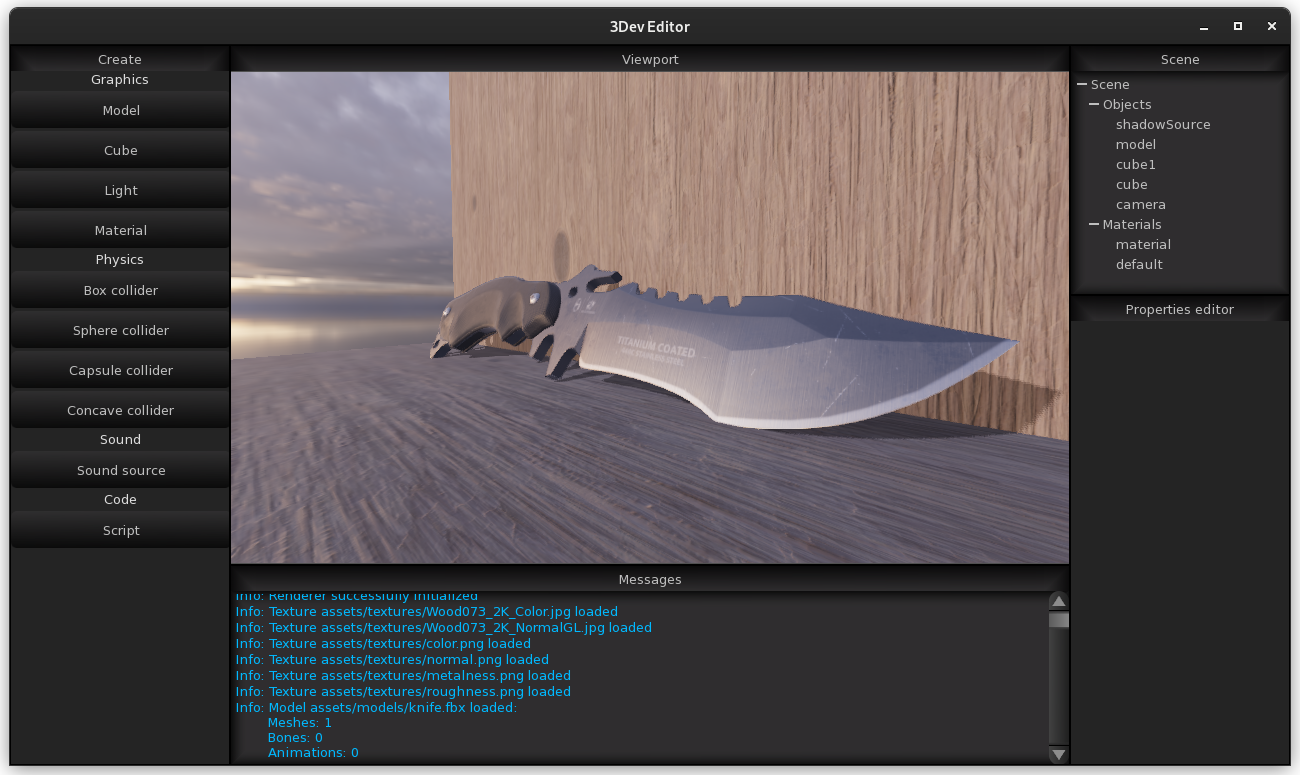 3Dev Editor
Create
Graphics
Model
Cube
Light
Material
Physics
Box collider
Sphere collider
Capsule collider
Concave collider
Sound
Sound source
Code
Script
Viewport
TITANIUM COATED
Messages
Info: Renderer successfully initialized
Info: Texture assets/textures/Wood073_2K_Color.jpg loaded
Info: Texture assets/textures/Wood073_2K_NormalGL.jpg loaded
Info: Texture assets/textures/color.png loaded
Info: Texture assets/textures/normal.png loaded
Info: Texture assets/textures/metalness.png loaded
Info: Texture assets/textures/roughness.png loaded
Info: Model assets/models/knife.fbx loaded:
Meshes: 1
Bones: 0
Animations: 0
Scene
Scene
Objects
shadowSource
model
cube1
cube
camera
Materials
material
default
Properties editor